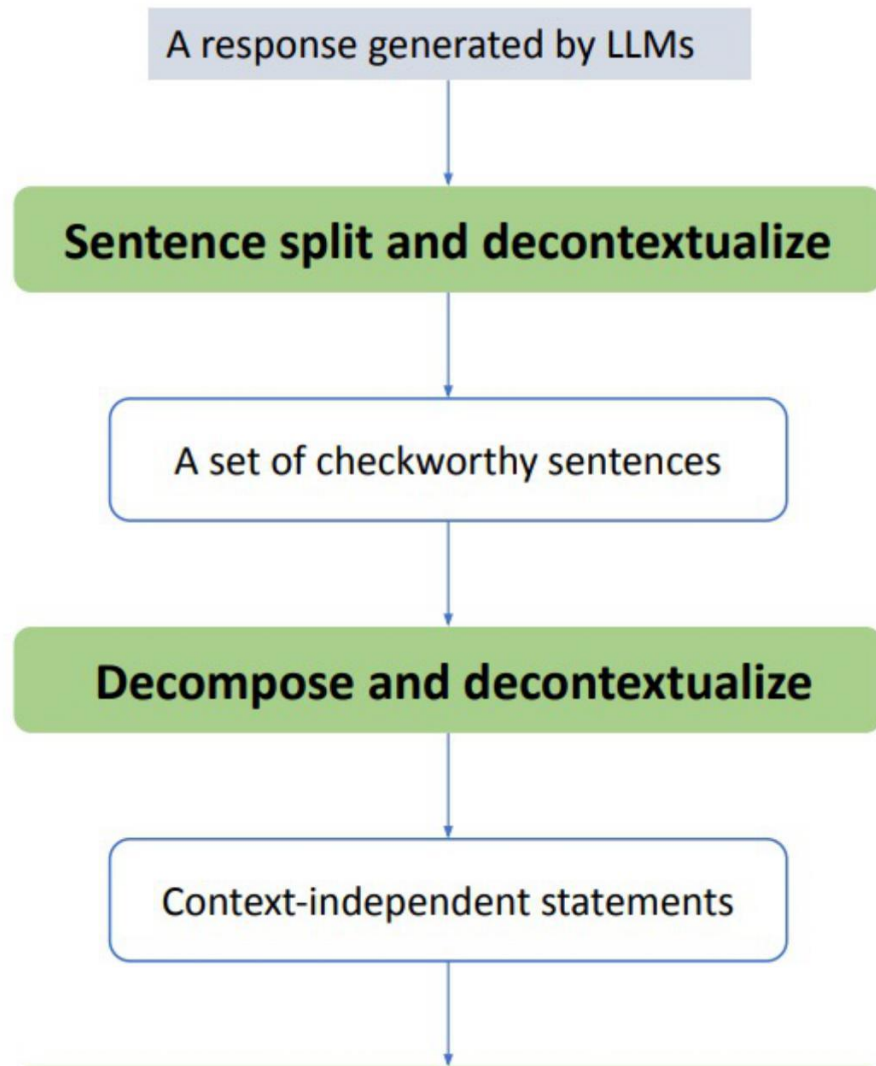 A response generated by LLMs
Sentence split and decontextualize
A set of checkworthy sentences
Decompose and decontextualize
Context-independent statements